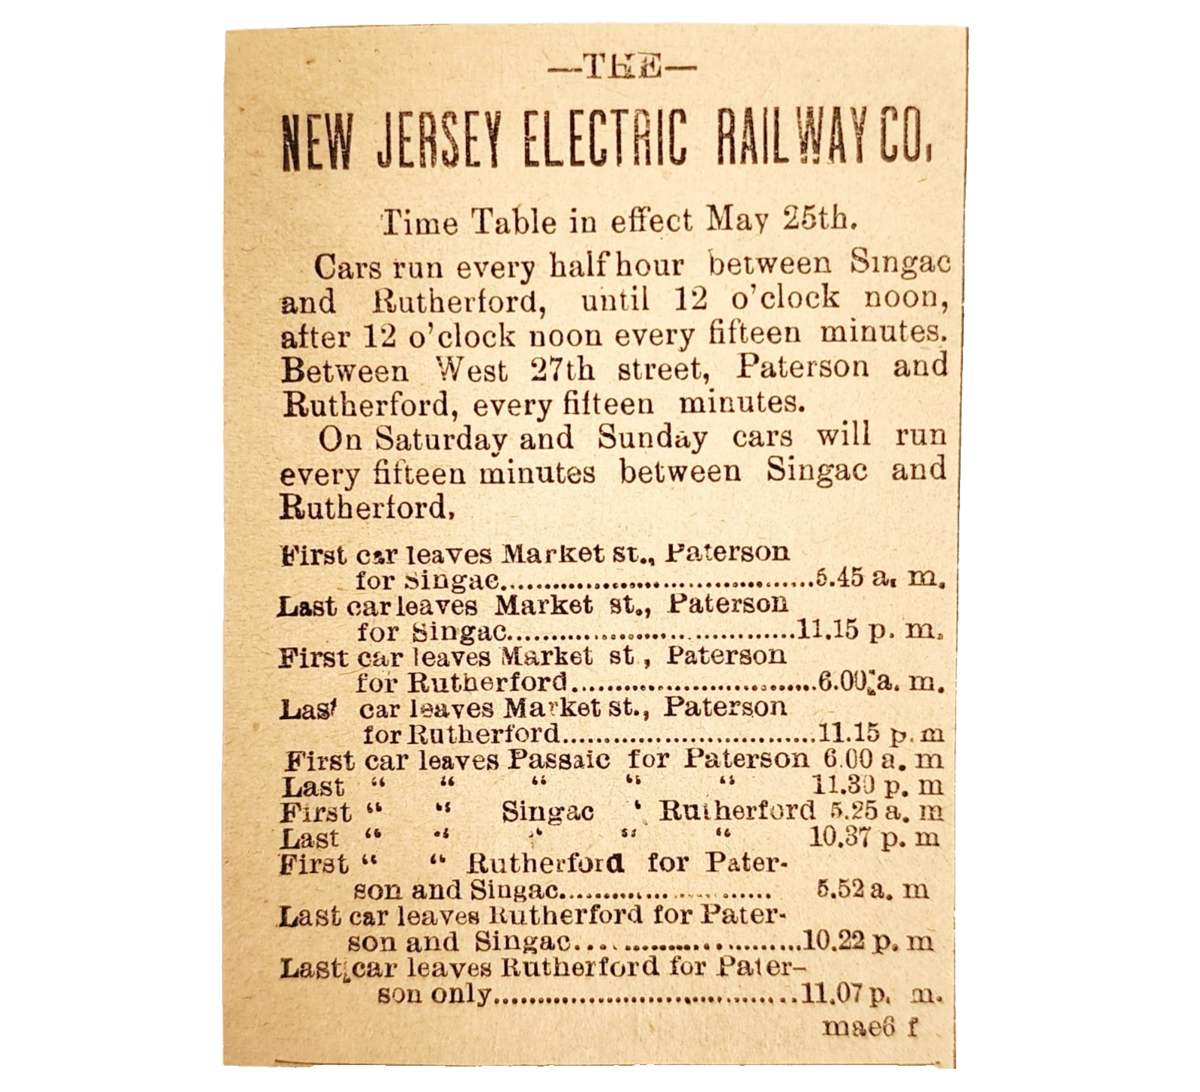 —THE—
NEW JERSEY ELECTRIC RAILWAY CO.
Time Table in effect May 25th.
Cars run every half hour between Singac
and Rutherford, until 12 o'clock noon,
after 12 o'clock noon every fifteen minutes.
Between West 27th street, Paterson and
Rutherford, every fifteen minutes.
On Saturday and Sunday cars will run
every fifteen minutes between Singac and
Rutherford,
First car leaves Market st., Paterson
for Singac..............................5.45 a. m.
Last car leaves Market st., Paterson
for Singac..............................11.15 p. m.
First car leaves Market st., Paterson
for Rutherford..........................6.00 a. m.
Last car leaves Market st., Paterson
for Rutherford..........................11.15 p. m
First car leaves Passaic for Paterson 6.00 a. m
Last " " " " " 11.30 p. m
First " " Singac ' Rutherford 5.25 a. m
Last " " " " " 10.37 p. m
First " " Rutherford for Pater-
son and Singac........................ 5.52 a. m
Last car leaves Rutherford for Pater-
son and Singac........................10.22 p. m
Last car leaves Rutherford for Pater-
son only..............................11.07 p. m.
mae6 f